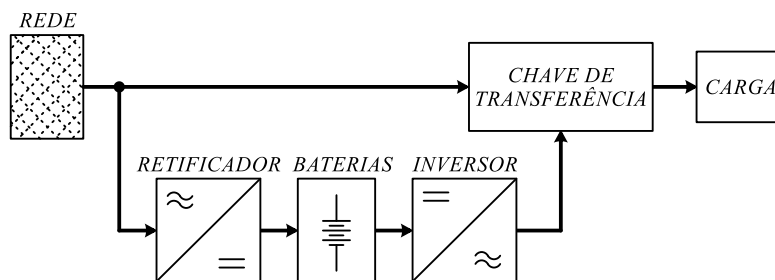 REDE
CHAVE DE
TRANSFERÊNCIA
CARGA
RETIFICADOR
BATERIAS
INVERSOR